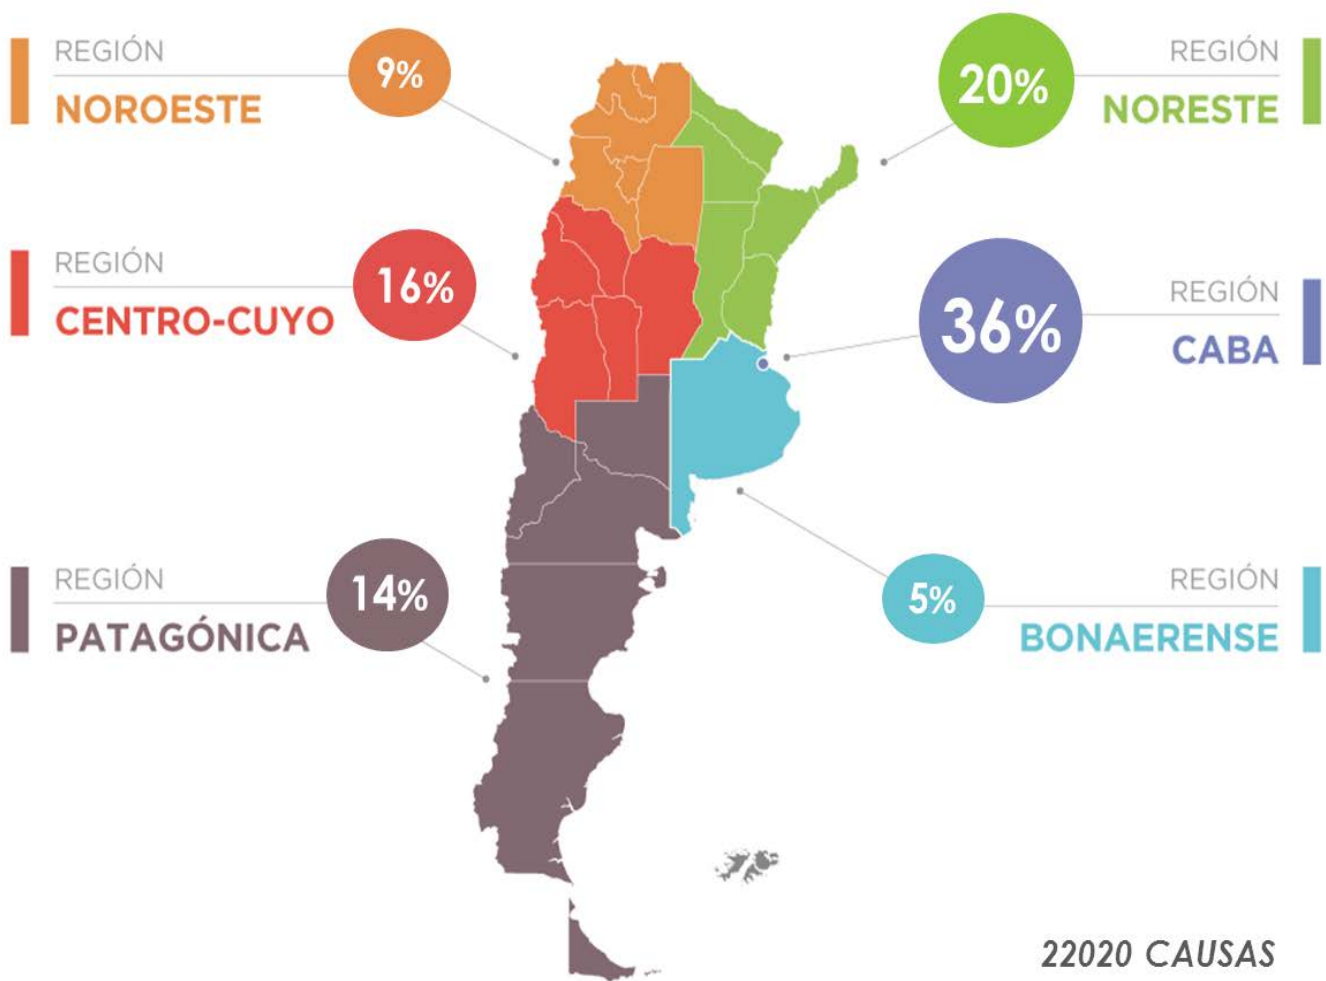 REGIÓN
NOROESTE
9%
20%
REGIÓN
NORESTE
REGIÓN
CENTRO-CUYO
16%
36%
REGIÓN
CABA
REGIÓN
PATAGÓNICA
14%
5%
REGIÓN
BONAERENSE
22020 CAUSAS